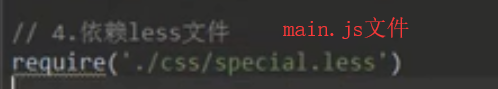 // 4.依赖less文件 main.js文件
require('./css/special.less')